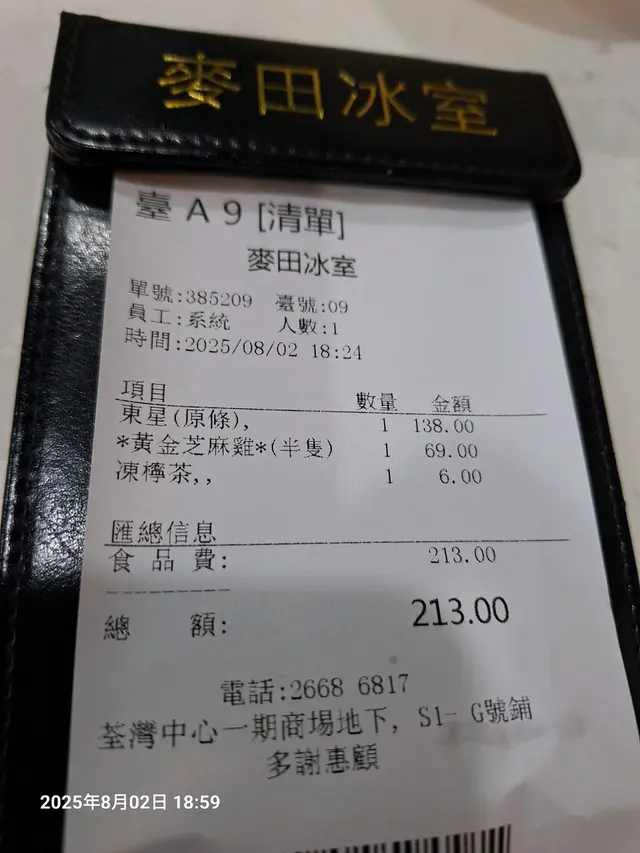 麥田冰室
臺 A 9 [清單]
麥田冰室
單號:385209 臺號:09
員工:系統 人數:1
時間:2025/08/02 18:24
項目 數量 金額
東星(原條), 1 138.00
*黃金芝麻雞*(半隻) 1 69.00
凍檸茶,, 1 6.00
匯總信息
食品費: 213.00
----------
總額: 213.00
電話:2668 6817
荃灣中心一期商場地下, S1- G號鋪
多謝惠顧
2025年8月02日 18:59